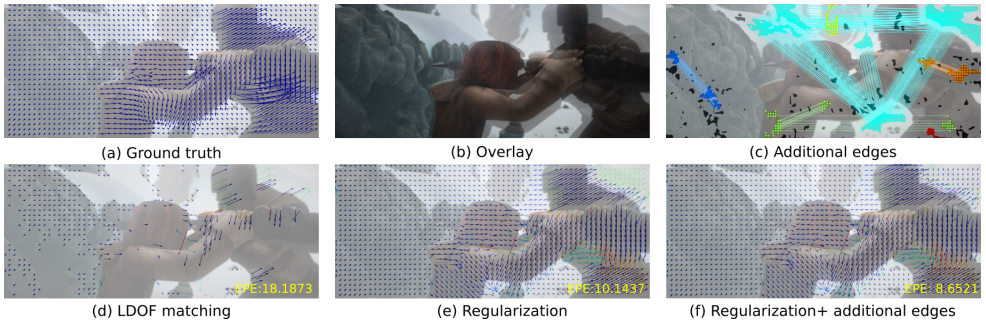 (a) Ground truth
(b) Overlay
(c) Additional edges
EPE:18.1873
EPE:10.1437
EPE: 8.6521
(d) LDOF matching
(e) Regularization
(f) Regularization+ additional edges